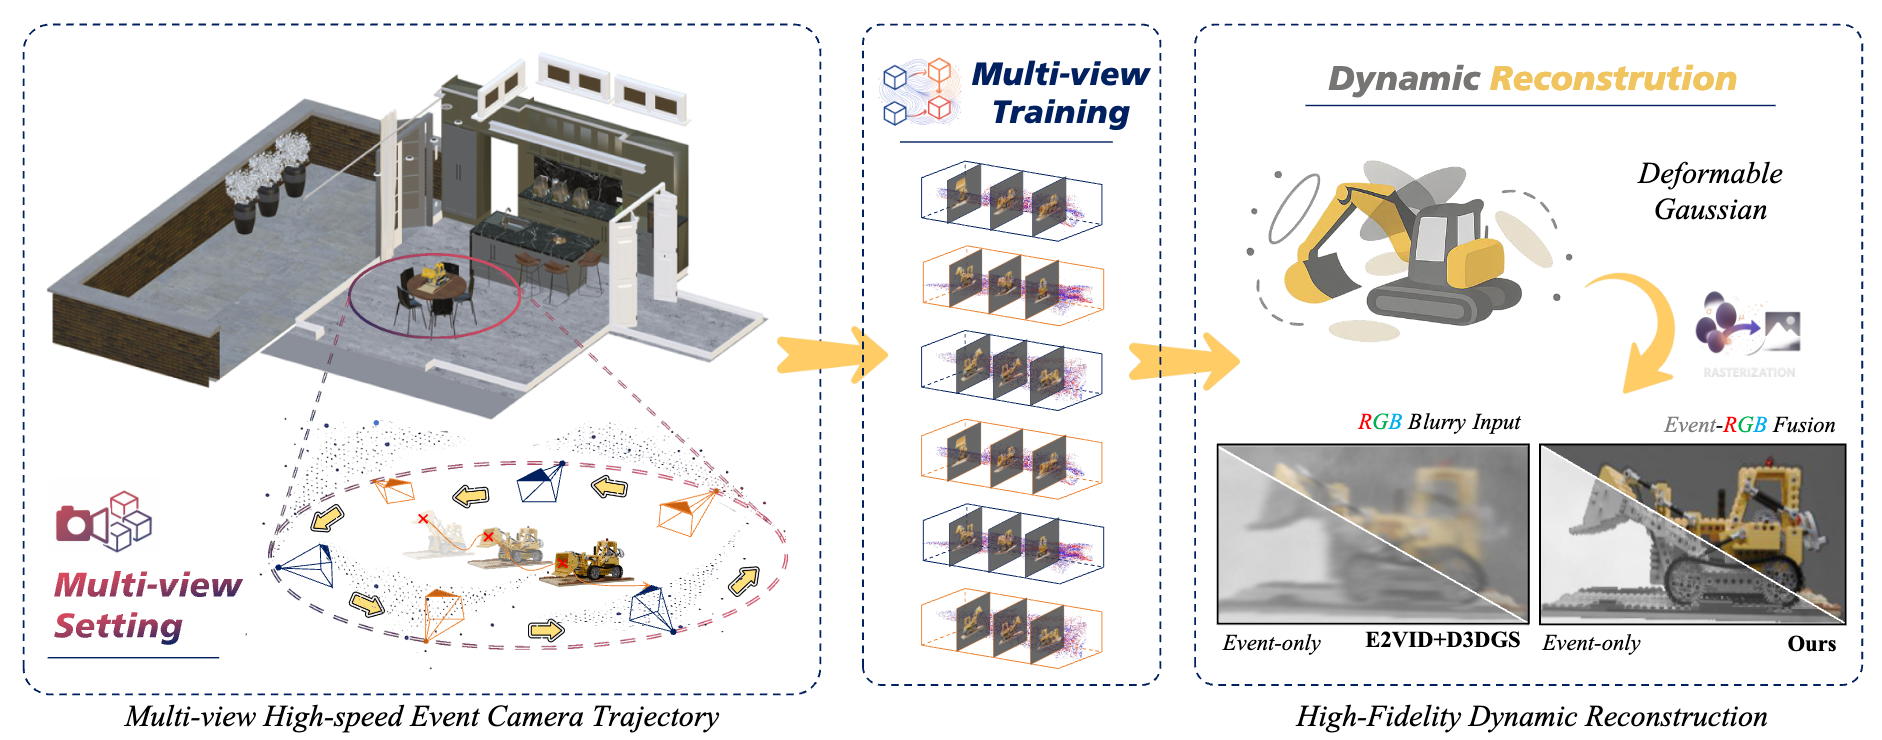 Multi-view
Setting
Multi-view High-speed Event Camera Trajectory
Multi-view
Training
Dynamic Reconstrution
Deformable
Gaussian
RASTERIZATION
RGB Blurry Input
Event-RGB Fusion
Event-only
E2VID+D3DGS
Event-only
Ours
High-Fidelity Dynamic Reconstruction